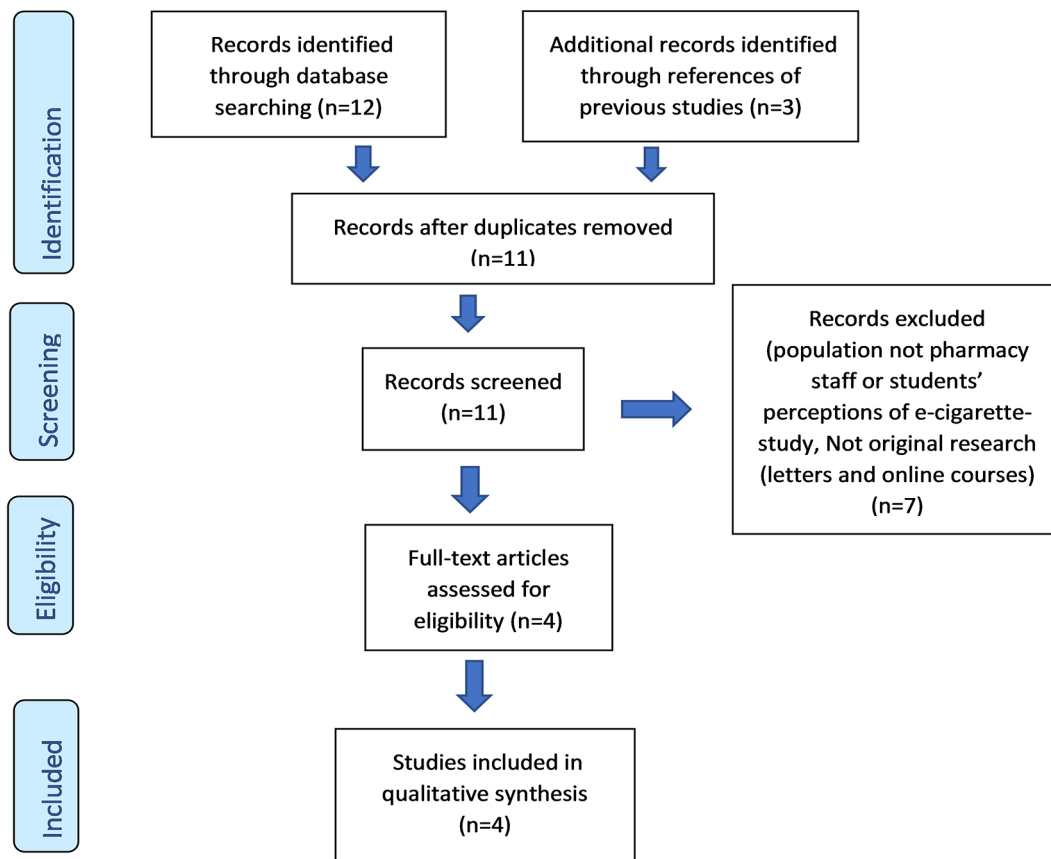 Identification
Records identified
through database
searching (n=12)
Additional records identified
through references of
previous studies (n=3)
Records after duplicates removed
(n=11)
Screening
Records screened
(n=11)
Records excluded
(population not pharmacy
staff or students’
perceptions of e-cigarette-
study, Not original research
(letters and online courses)
(n=7)
Eligibility
Full-text articles
assessed for
eligibility (n=4)
Included
Studies included in
qualitative synthesis
(n=4)